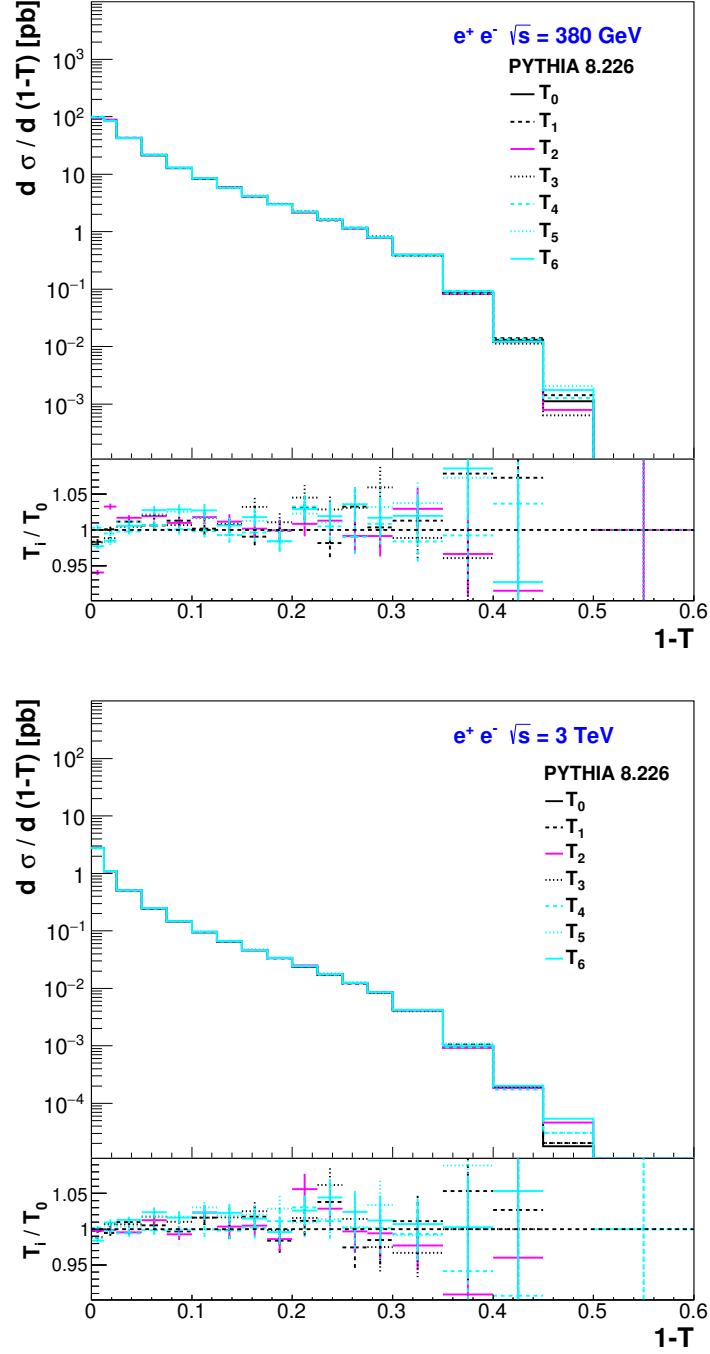 e⁺ e⁻ √s = 380 GeV
PYTHIA 8.226
T₀
T₁
T₂
T₃
T₄
T₅
T₆
d σ / d (1-T) [pb]
10³
10²
10
1
10⁻¹
10⁻²
10⁻³
Tᵢ / T₀
1.05
1
0.95
0 0.1 0.2 0.3 0.4 0.5 0.6
1-T
e⁺ e⁻ √s = 3 TeV
PYTHIA 8.226
T₀
T₁
T₂
T₃
T₄
T₅
T₆
d σ / d (1-T) [pb]
10²
10
1
10⁻¹
10⁻²
10⁻³
10⁻⁴
Tᵢ / T₀
1.05
1
0.95
0 0.1 0.2 0.3 0.4 0.5 0.6
1-T